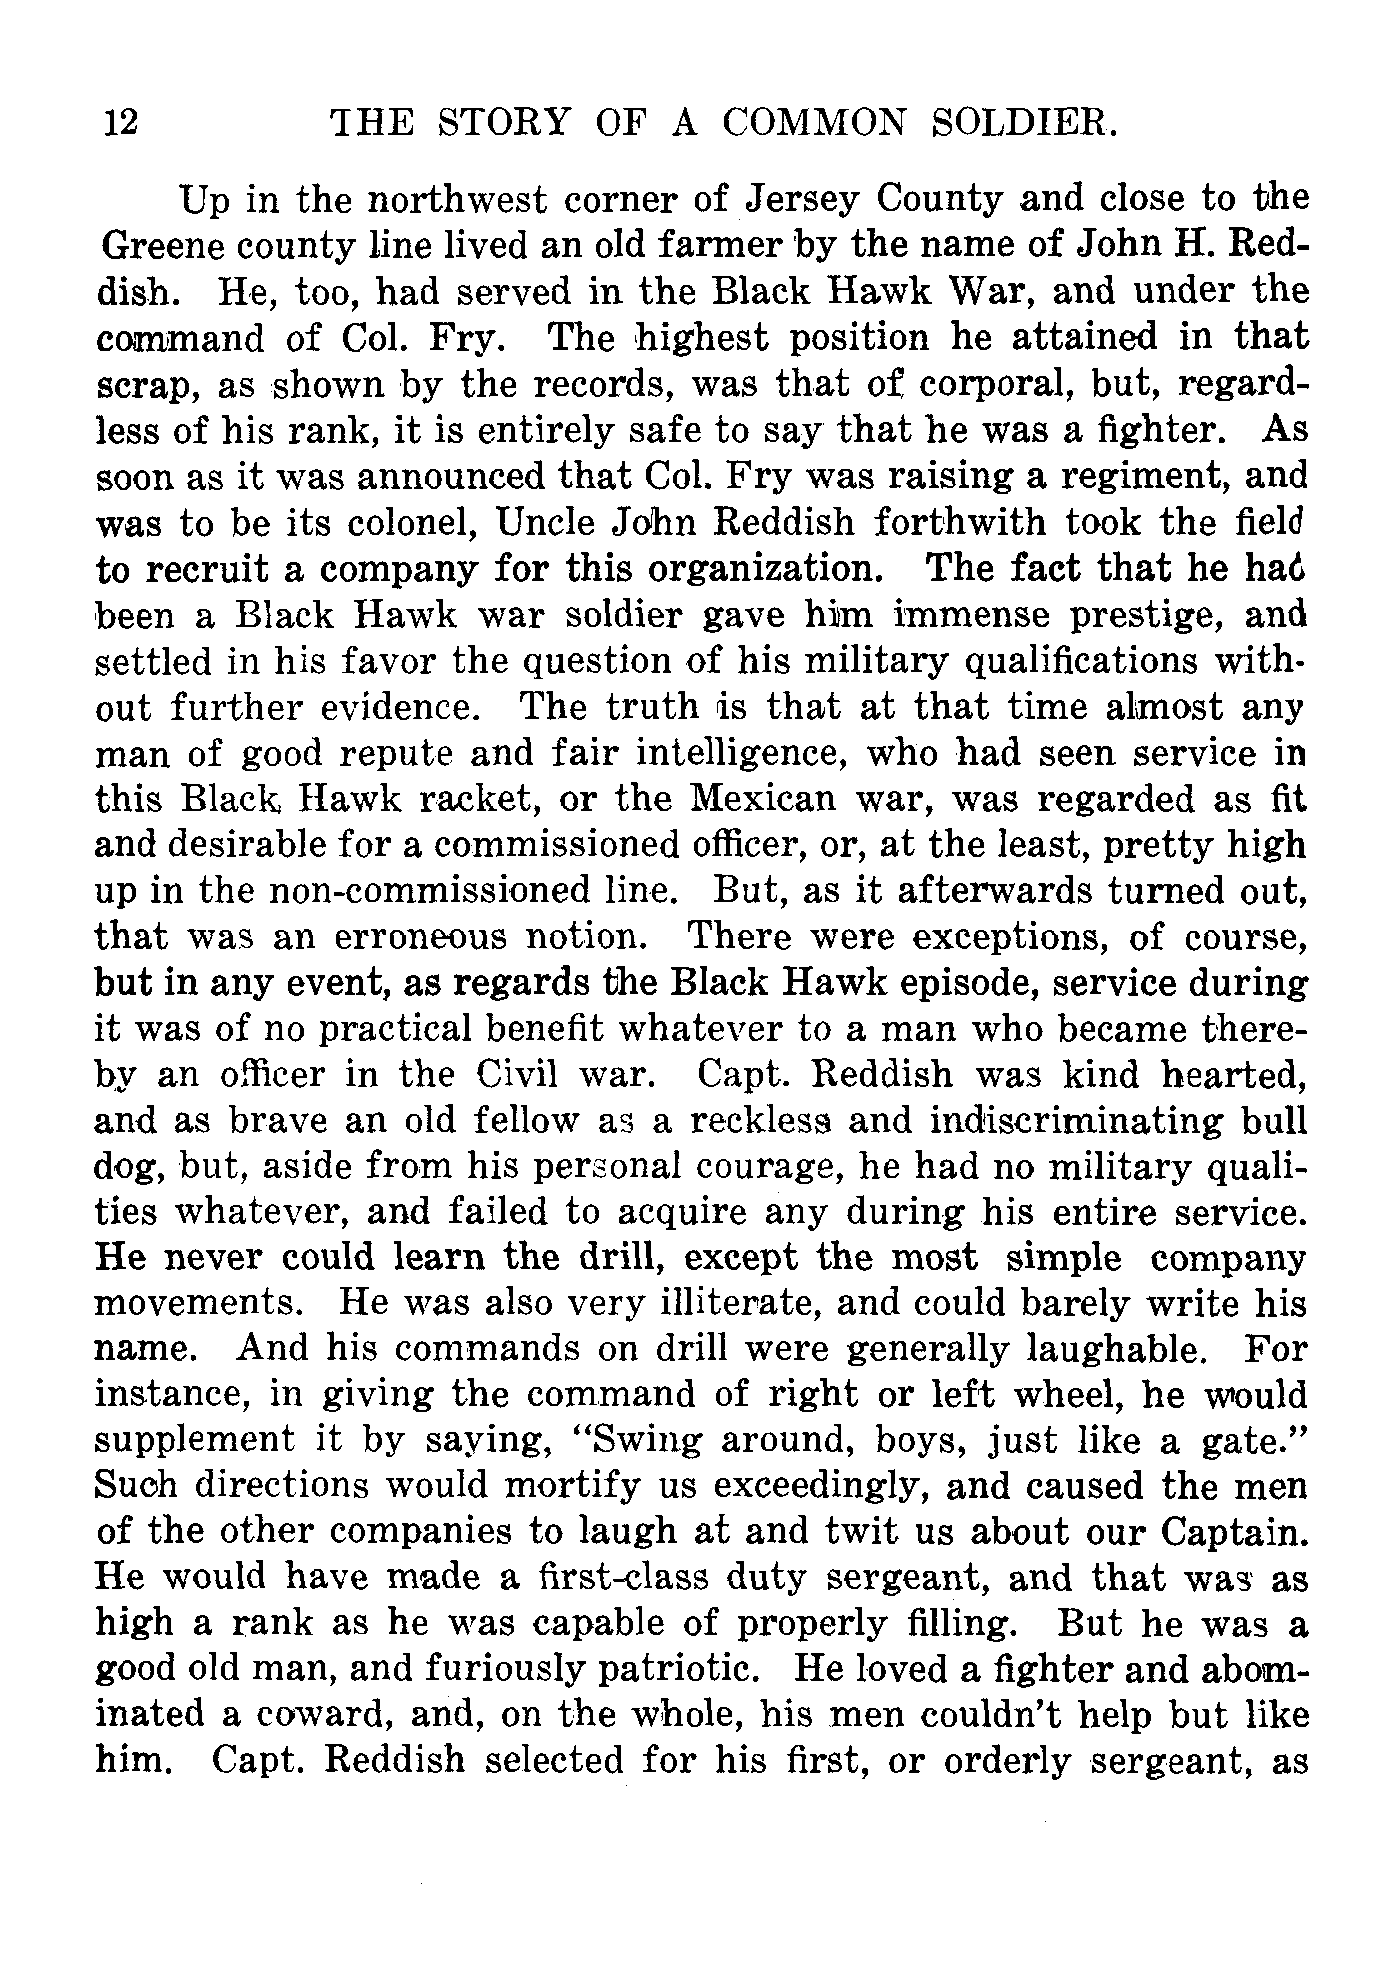 12 THE STORY OF A COMMON SOLDIER.
Up in the northwest corner of Jersey County and close to the
Greene county line lived an old farmer by the name of John H. Red-
dish. He, too, had served in the Black Hawk War, and under the
command of Col. Fry. The highest position he attained in that
scrap, as shown by the records, was that of corporal, but, regard-
less of his rank, it is entirely safe to say that he was a fighter. As
soon as it was announced that Col. Fry was raising a regiment, and
was to be its colonel, Uncle John Reddish forthwith took the field
to recruit a company for this organization. The fact that he had
been a Black Hawk war soldier gave him immense prestige, and
settled in his favor the question of his military qualifications with-
out further evidence. The truth is that at that time almost any
man of good repute and fair intelligence, who had seen service in
this Black Hawk racket, or the Mexican war, was regarded as fit
and desirable for a commissioned officer, or, at the least, pretty high
up in the non-commissioned line. But, as it afterwards turned out,
that was an erroneous notion. There were exceptions, of course,
but in any event, as regards the Black Hawk episode, service during
it was of no practical benefit whatever to a man who became there-
by an officer in the Civil war. Capt. Reddish was kind hearted,
and as brave an old fellow as a reckless and indiscriminating bull
dog, but, aside from his personal courage, he had no military quali-
ties whatever, and failed to acquire any during his entire service.
He never could learn the drill, except the most simple company
movements. He was also very illiterate, and could barely write his
name. And his commands on drill were generally laughable. For
instance, in giving the command of right or left wheel, he would
supplement it by saying, "Swing around, boys, just like a gate."
Such directions would mortify us exceedingly, and caused the men
of the other companies to laugh at and twit us about our Captain.
He would have made a first-class duty sergeant, and that was as
high a rank as he was capable of properly filling. But he was a
good old man, and furiously patriotic. He loved a fighter and abom-
inated a coward, and, on the whole, his men couldn't help but like
him. Capt. Reddish selected for his first, or orderly sergeant, as